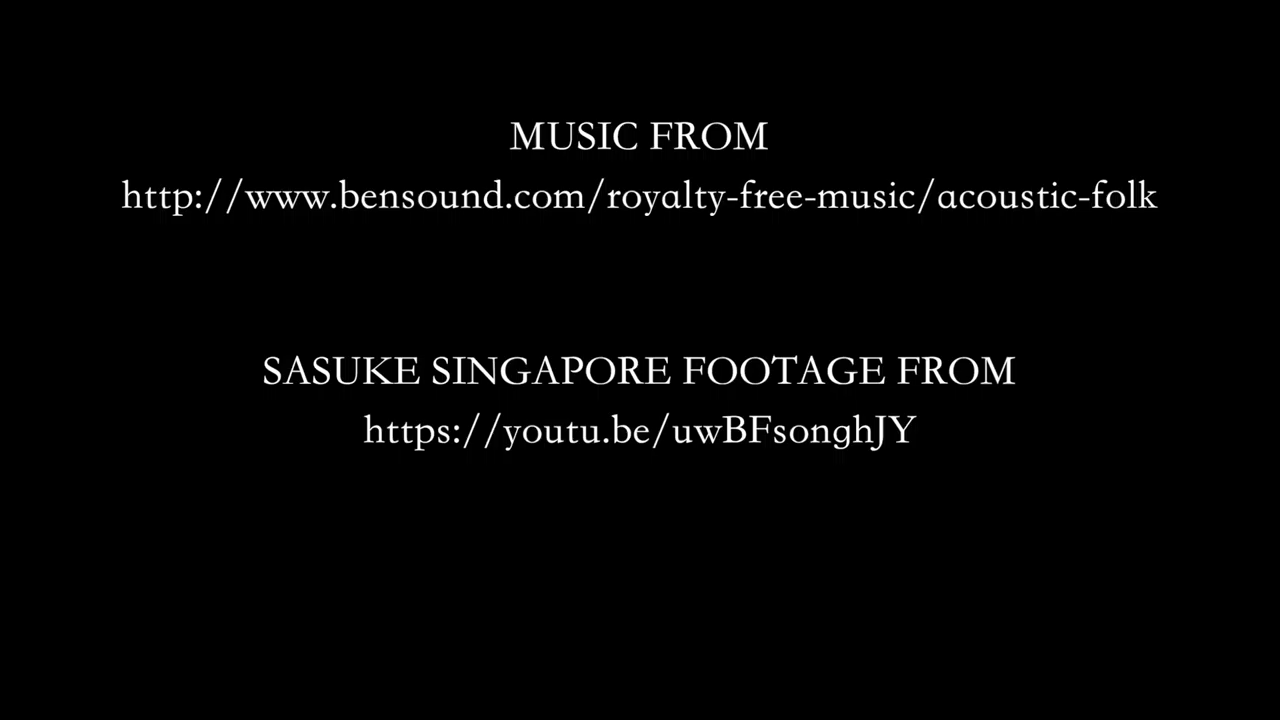 MUSIC FROM
http://www.bensound.com/royalty-free-music/acoustic-folk
SASUKE SINGAPORE FOOTAGE FROM
https://youtu.be/uwBFsonghJY